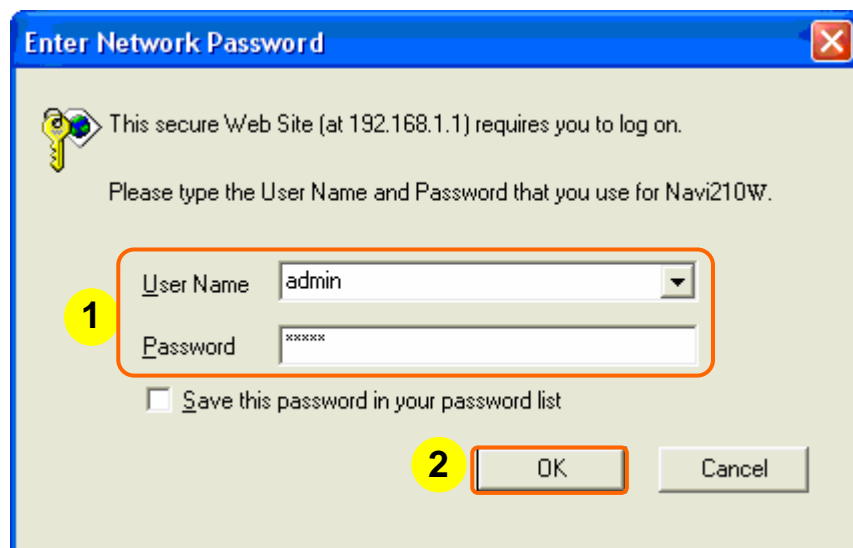 Enter Network Password
This secure Web Site (at 192.168.1.1) requires you to log on.
Please type the User Name and Password that you use for Navi210W.
1
User Name admin
Password *****
Save this password in your password list
2 OK Cancel